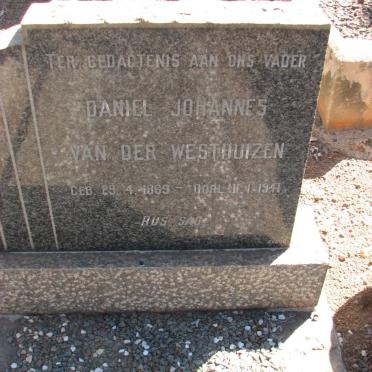 TER GEDAGTENIS AAN ONS VADER
DANIEL JOHANNES
VAN DER WESTHUIZEN
GEB. 29.4.1869 — OORL. 11.1.1941
RUS SAG